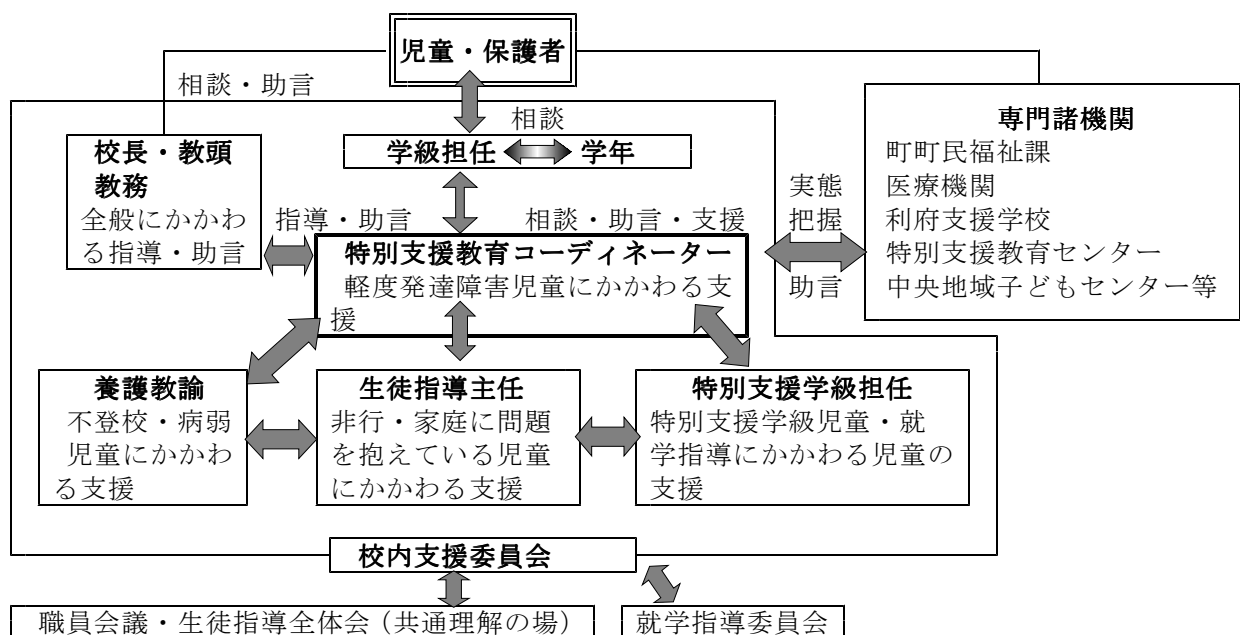 児童・保護者
相談・助言
相談
専門諸機関
町町民福祉課
医療機関
利府支援学校
特別支援教育センター
中央地域子どもセンター等
校長・教頭
教務
全般にかかわ
る指導・助言
学級担任
学年
指導・助言
相談・助言・支援
実態
把握
助言
特別支援教育コーディネーター
軽度発達障害児童にかかわる支
援
養護教諭
不登校・病弱
児童にかかわ
る支援
生徒指導主任
非行・家庭に問題
を抱えている児童
にかかわる支援
特別支援学級担任
特別支援学級児童・就
学指導にかかわる児童の
支援
校内支援委員会
職員会議・生徒指導全体会（共通理解の場）
就学指導委員会